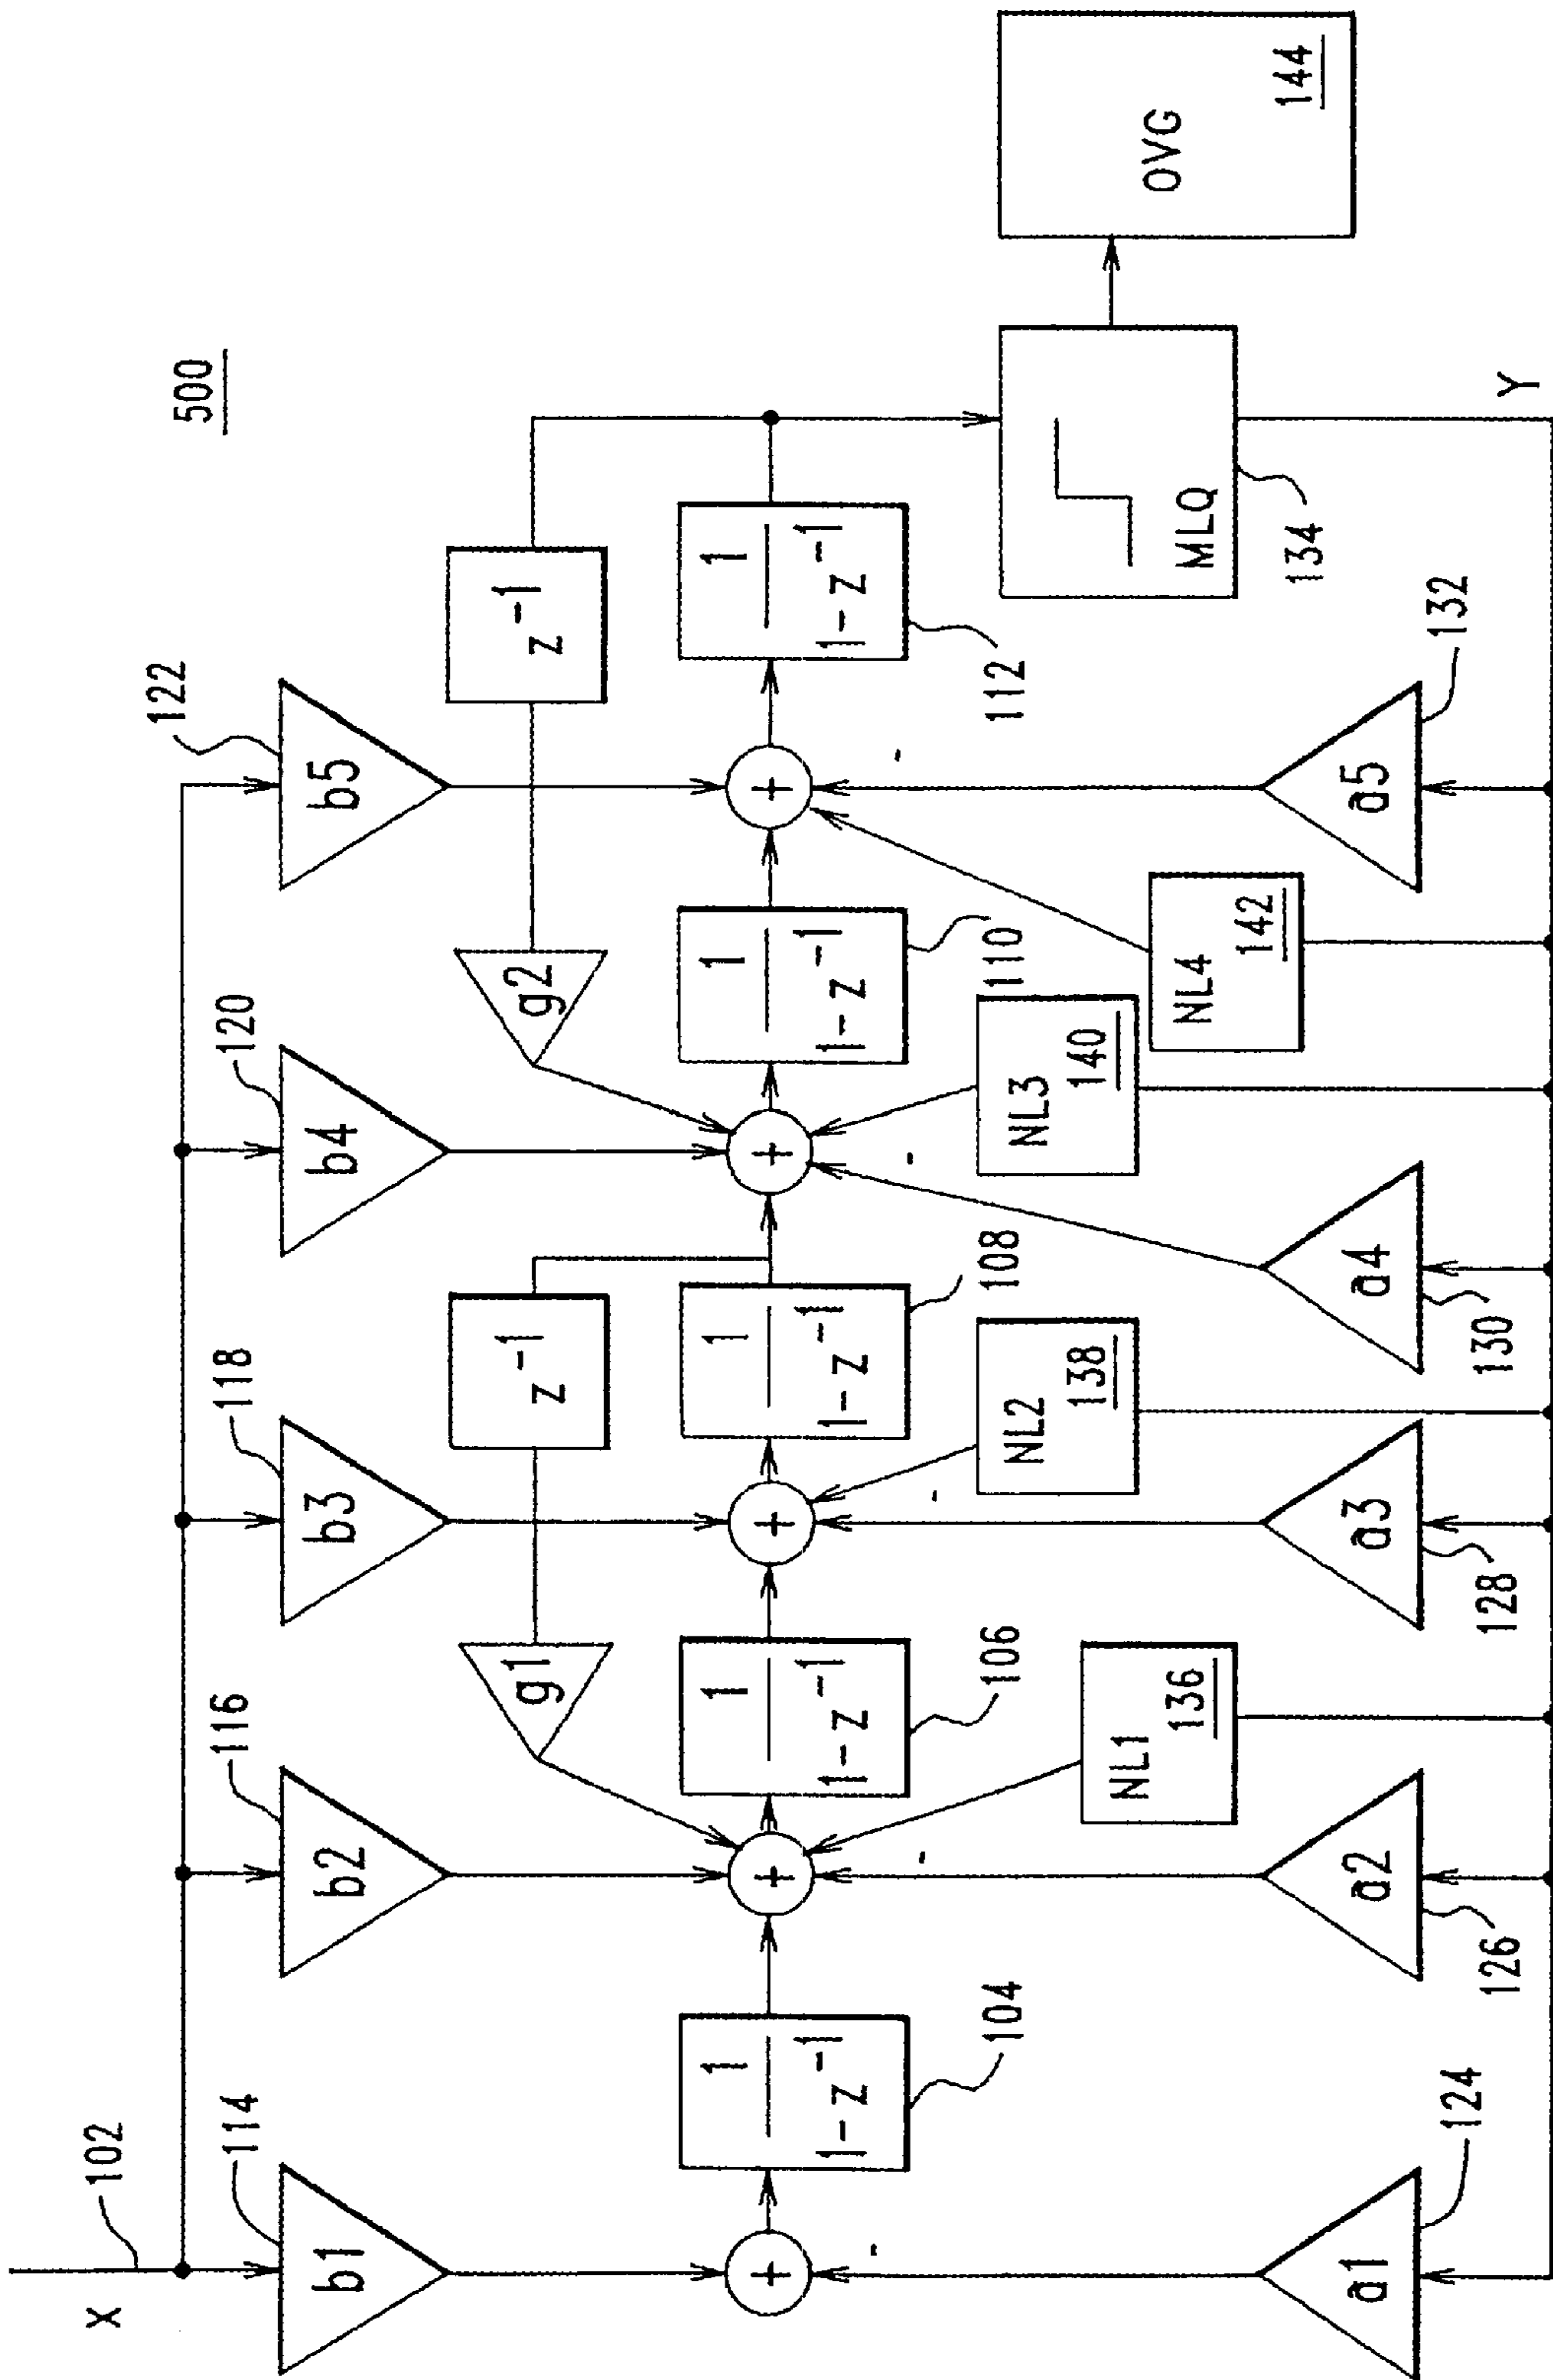 500
X
102
114
116
118
120
122
b1
b2
b3
b4
b5
g1
z⁻¹
g2
z⁻¹
+
1
1- z⁻¹
104
+
1
1- z⁻¹
106
+
1
1- z⁻¹
108
+
1
1- z⁻¹
110
+
1
1- z⁻¹
112
-
-
-
-
-
NL1
136
NL2
138
NL3
140
NL4
142
MLQ
134
OVG
144
a1
124
a2
126
a3
128
a4
130
a5
132
Y